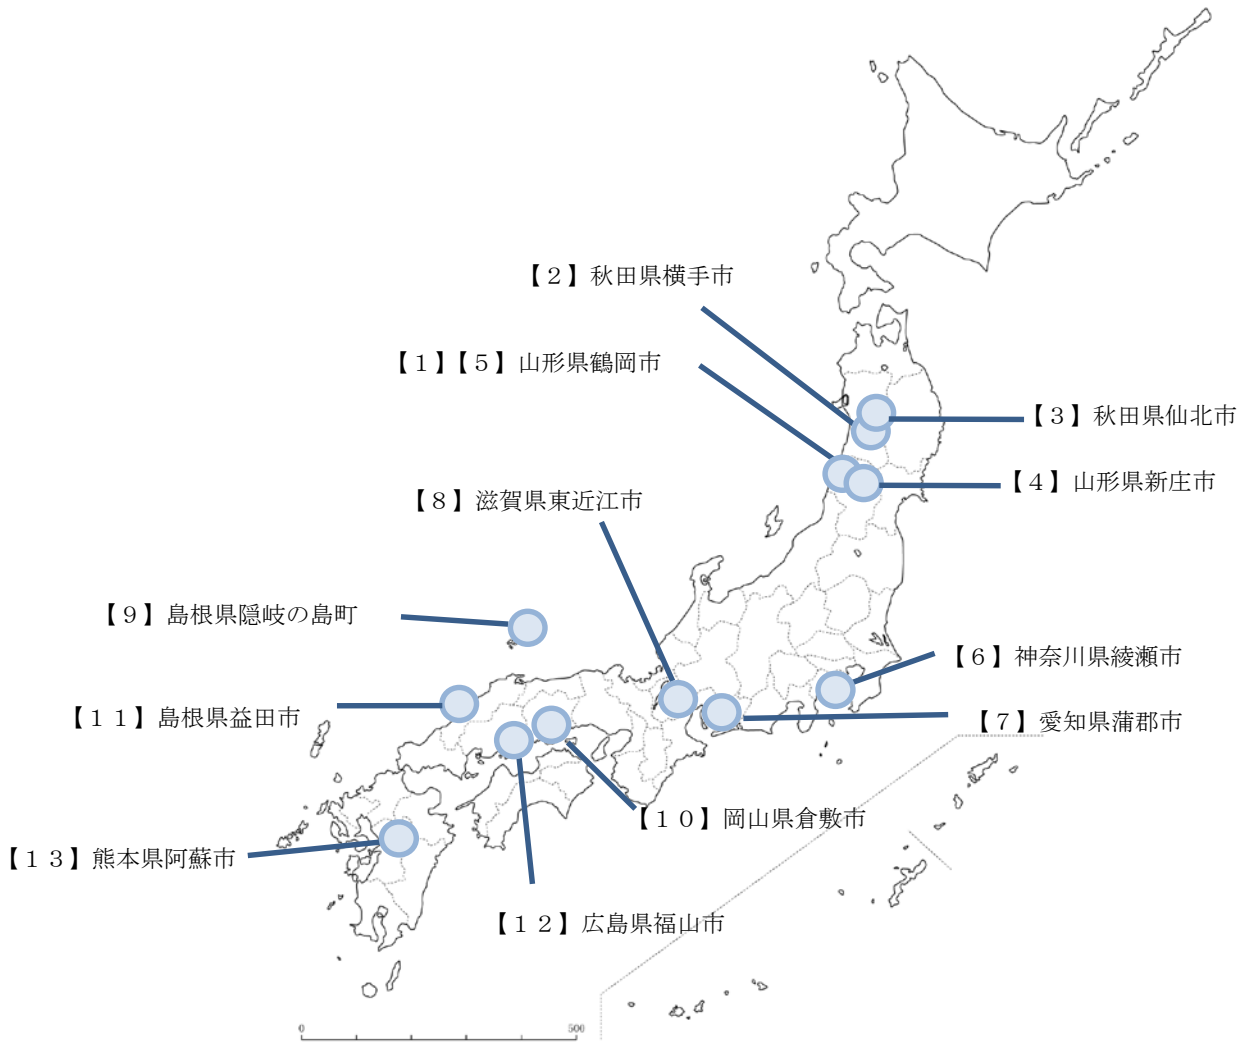 【２】秋田県横手市
【１】【５】山形県鶴岡市
【３】秋田県仙北市
【４】山形県新庄市
【８】滋賀県東近江市
【９】島根県隠岐の島町
【６】神奈川県綾瀬市
【１１】島根県益田市
【７】愛知県蒲郡市
【１０】岡山県倉敷市
【１３】熊本県阿蘇市
【１２】広島県福山市
0 500